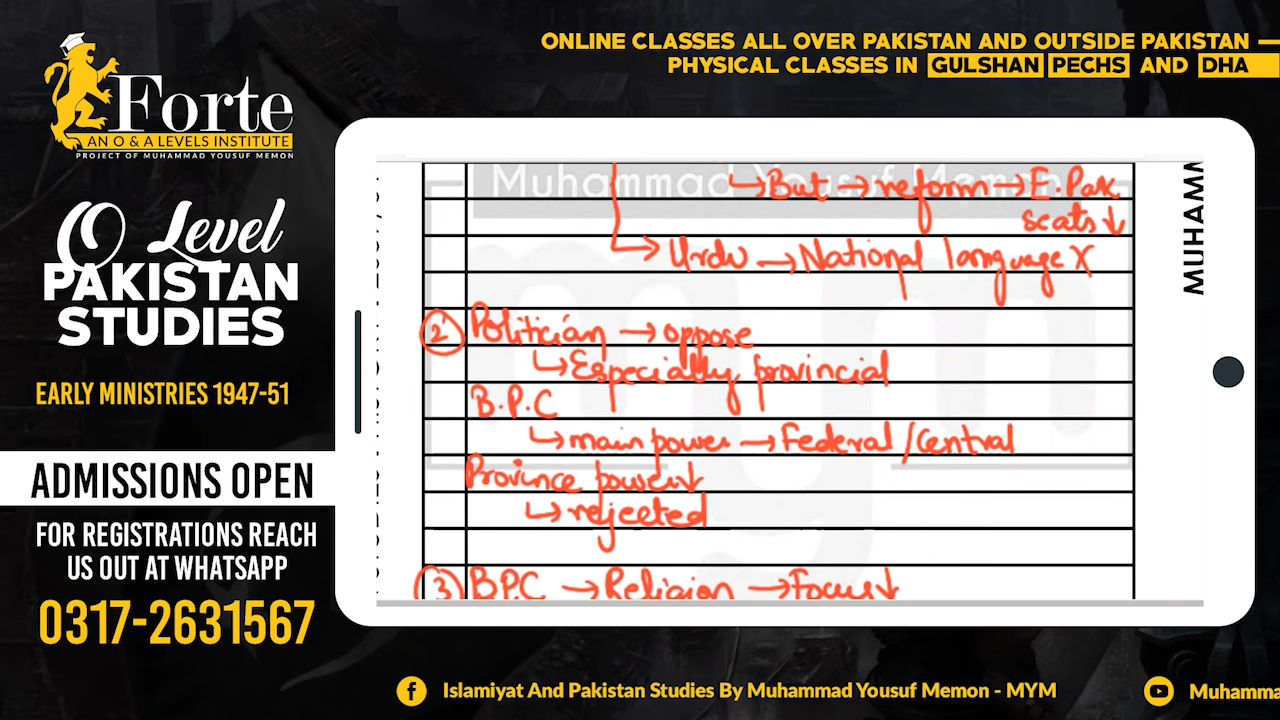 Forte
AN O & A LEVELS INSTITUTE
PROJECT OF MUHAMMAD YOUSUF MEMON
O Level
PAKISTAN
STUDIES
EARLY MINISTRIES 1947-51
ADMISSIONS OPEN
FOR REGISTRATIONS REACH
US OUT AT WHATSAPP
0317-2631567
ONLINE CLASSES ALL OVER PAKISTAN AND OUTSIDE PAKISTAN
PHYSICAL CLASSES IN GULSHAN PECHS AND DHA
Muhammad Yousuf Memon
↳But → reform → E.Pak
seats↓
→ Urdu → National language X
② Politician → oppose
↳Especially provincial
B.P.C
↳main power → Federal / Central
Province power↓
↳rejected
③ B.P.C → Religion → Focus↓
MUHAMM
Islamiyat And Pakistan Studies By Muhammad Yousuf Memon - MYM
Muhamma